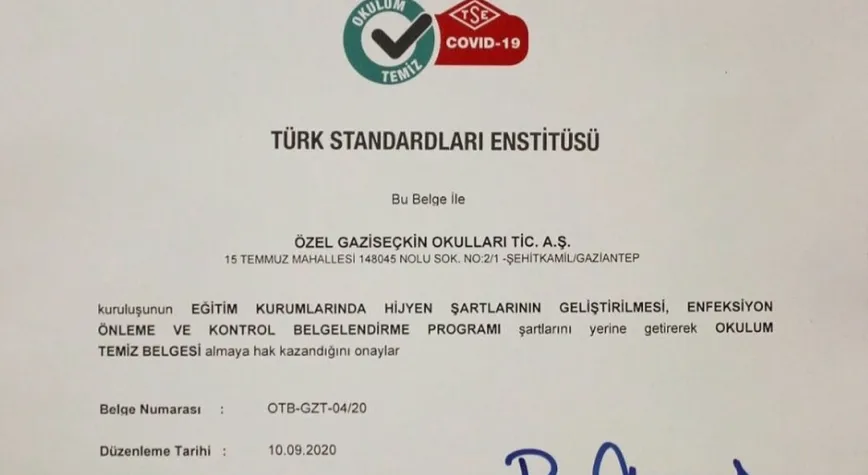 OKULUM
TEMİZ
TSE
COVID-19
TÜRK STANDARDLARI ENSTİTÜSÜ
Bu Belge İle
ÖZEL GAZİSEÇKİN OKULLARI TİC. A.Ş.
15 TEMMUZ MAHALLESİ 148045 NOLU SOK. NO:2/1 -ŞEHİTKAMİL/GAZİANTEP
kuruluşunun EĞİTİM KURUMLARINDA HİJYEN ŞARTLARININ GELİŞTİRİLMESİ, ENFEKSİYON
ÖNLEME VE KONTROL BELGELENDİRME PROGRAMI şartlarını yerine getirerek OKULUM
TEMİZ BELGESİ almaya hak kazandığını onaylar
Belge Numarası : OTB-GZT-04/20
Düzenleme Tarihi : 10.09.2020